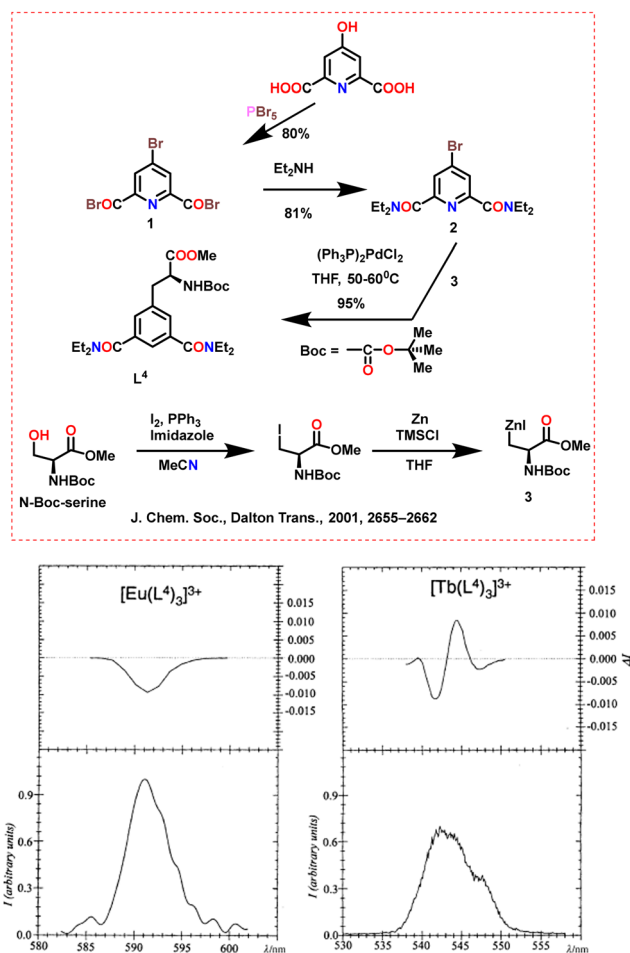 OH
HOOC N COOH
PBr5
80%
Br
BrOC N COBr
1
Et2NH
81%
Br
Et2NOC N CONEt2
2
(Ph3P)2PdCl2
THF, 50-60⁰C
95%
3
COOMe
NHBoc
Et2NOC CONEt2
L⁴
Boc = C O Me
Me
Me
O
HO O
OMe
NHBoc
N-Boc-serine
I2, PPh3
Imidazole
MeCN
I O
OMe
NHBoc
Zn
TMSCl
THF
ZnI O
OMe
NHBoc
3
J. Chem. Soc., Dalton Trans., 2001, 2655–2662
[Eu(L⁴)3]³⁺
0.015
0.010
0.005
0.000
-0.005
-0.010
-0.015
I (arbitrary units)
0.9
0.6
0.3
0.0
580 585 590 595 600 λ/nm
[Tb(L⁴)3]³⁺
0.015
0.010
0.005
0.000
-0.005
-0.010
-0.015
ΔI
I (arbitrary units)
0.9
0.6
0.3
0.0
530 535 540 545 550 555 λ/nm